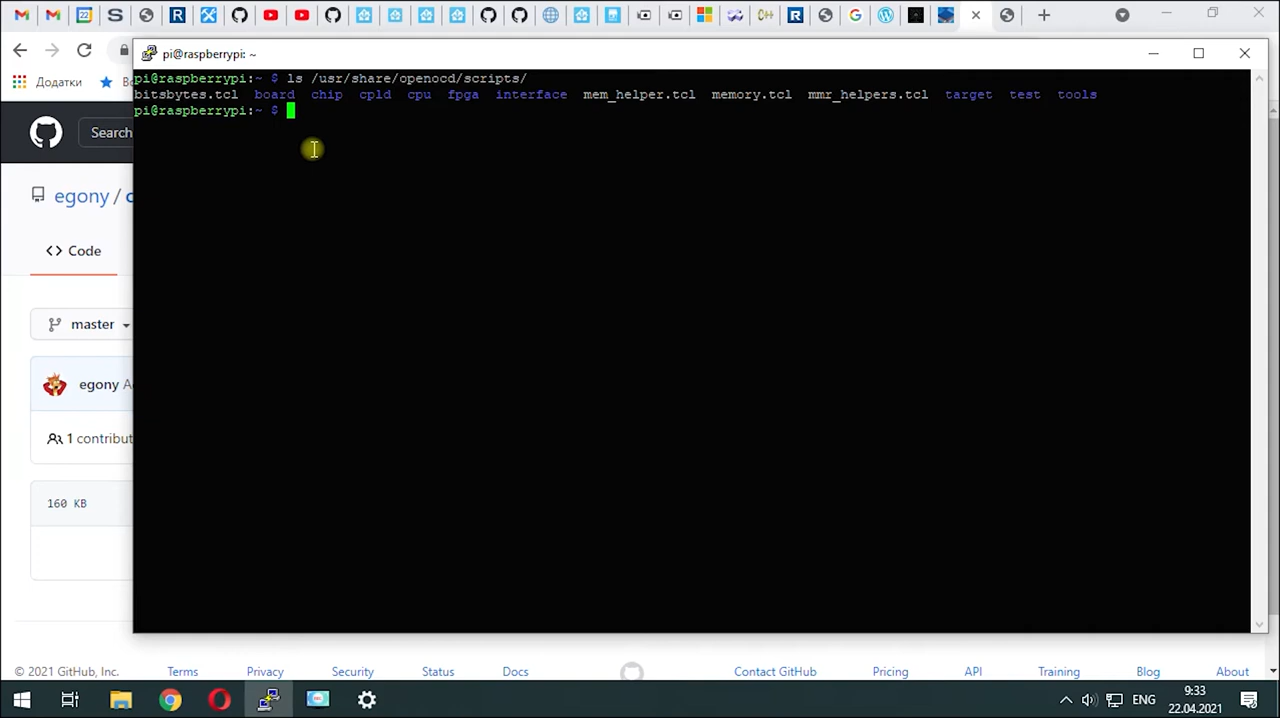 pi@raspberrypi: ~
Додатки
pi@raspberrypi:~ $ ls /usr/share/openocd/scripts/
bitsbytes.tcl board chip cpld cpu fpga interface mem_helper.tcl memory.tcl mmr_helpers.tcl target test tools
pi@raspberrypi:~ $
Search
egony /
<> Code
master
egony
1 contribut
160 KB
© 2021 GitHub, Inc. Terms Privacy Security Status Docs Contact GitHub Pricing API Training Blog About
ENG
9:33
22.04.2021